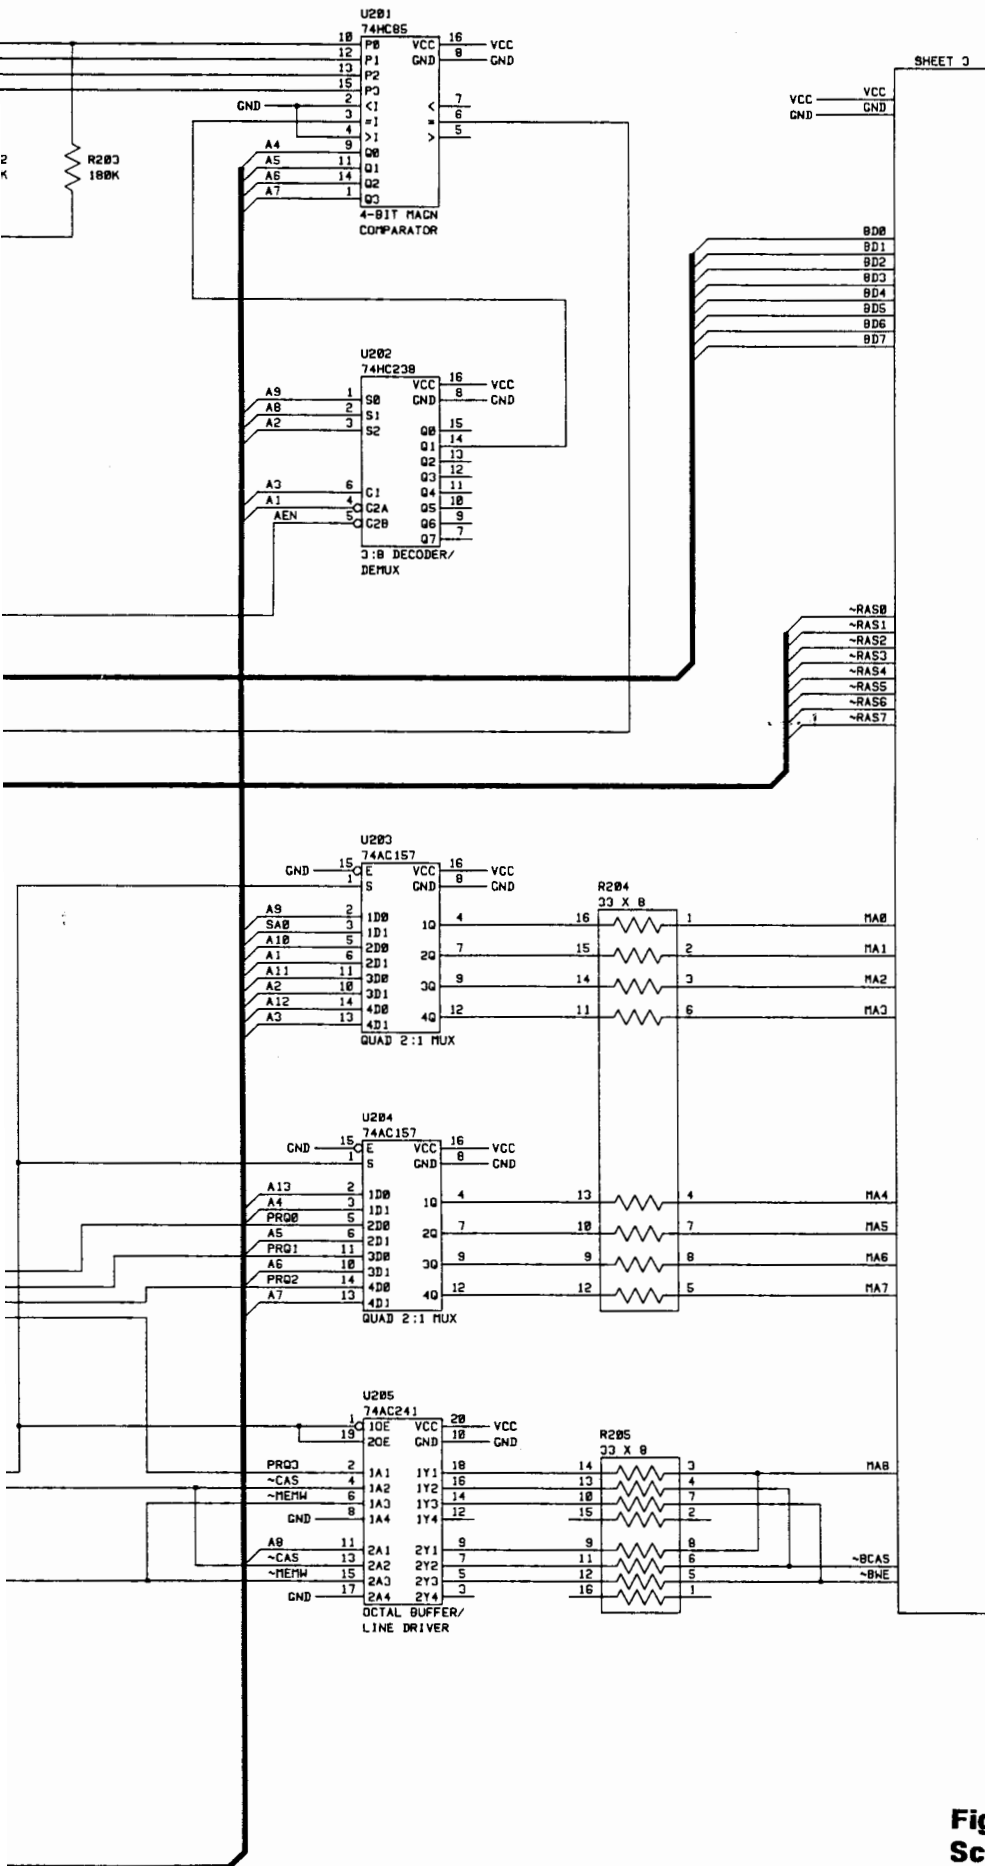 U201
74HC85
10 P0 VCC 16 VCC
12 P1 GND 8 GND
13 P2
15 P3
GND 2 <I < 7
3 =I = 6
4 >I > 5
A4 9 Q0
A5 11 Q1
A6 14 Q2
A7 1 Q3
4-BIT MAGN
COMPARATOR
2
K
R203
180K
SHEET 3
VCC VCC
GND GND
BD0
BD1
BD2
BD3
BD4
BD5
BD6
BD7
U202
74HC238
VCC 16 VCC
A9 1 S0 GND 8 GND
A8 2 S1
A2 3 S2 Q0 15
Q1 14
Q2 13
Q3 12
A3 6 G1 Q4 11
A1 4 G2A Q5 10
AEN 5 G2B Q6 9
Q7 7
3:8 DECODER/
DEMUX
~RAS0
~RAS1
~RAS2
~RAS3
~RAS4
~RAS5
~RAS6
~RAS7
U203
74AC157
GND 15 E VCC 16 VCC
1 S GND 8 GND
R204
33 X 8
A9 2 1D0 1Q 4 16 1 MA0
SA0 3 1D1
A10 5 2D0 2Q 7 15 2 MA1
A1 6 2D1
A11 11 3D0 3Q 9 14 3 MA2
A2 10 3D1
A12 14 4D0 4Q 12 11 6 MA3
A3 13 4D1
QUAD 2:1 MUX
U204
74AC157
GND 15 E VCC 16 VCC
1 S GND 8 GND
A13 2 1D0 1Q 4 13 4 MA4
A4 3 1D1
PRQ0 5 2D0 2Q 7 10 7 MA5
A5 6 2D1
PRQ1 11 3D0 3Q 9 9 8 MA6
A6 10 3D1
PRQ2 14 4D0 4Q 12 12 5 MA7
A7 13 4D1
QUAD 2:1 MUX
U205
74AC241
1 1OE VCC 20 VCC
19 2OE GND 10 GND
R205
33 X 8
PRQ3 2 1A1 1Y1 18 14 3 MA8
~CAS 4 1A2 1Y2 16 13 4
~MEMW 6 1A3 1Y3 14 10 7
GND 8 1A4 1Y4 12 15 2
A8 11 2A1 2Y1 9 9 8
~CAS 13 2A2 2Y2 7 11 6 ~BCAS
~MEMW 15 2A3 2Y3 5 12 5 ~BWE
GND 17 2A4 2Y4 3 16 1
OCTAL BUFFER/
LINE DRIVER
Fig
Sc